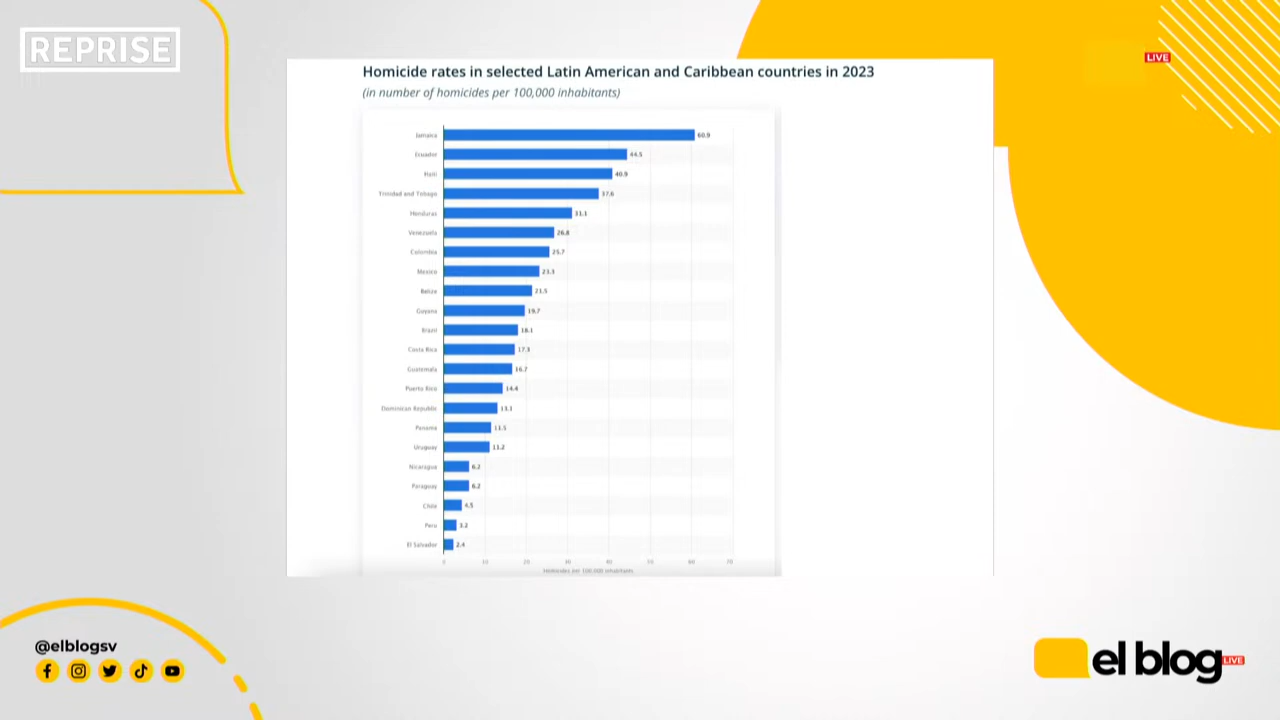 REPRISE
LIVE
Homicide rates in selected Latin American and Caribbean countries in 2023
(in number of homicides per 100,000 inhabitants)
Jamaica 60.9
Ecuador 44.5
Haiti 40.9
Trinidad and Tobago 37.6
Honduras 31.1
Venezuela 26.8
Colombia 25.7
Mexico 23.3
Belize 21.5
Guyana 19.7
Brazil 18.1
Costa Rica 17.3
Guatemala 16.7
Puerto Rico 14.4
Dominican Republic 13.1
Panama 11.5
Uruguay 11.2
Nicaragua 6.2
Paraguay 6.2
Chile 4.5
Peru 3.2
El Salvador 2.4
0 10 20 30 40 50 60 70
Homicides per 100,000 inhabitants
@elblogsv
el blog LIVE